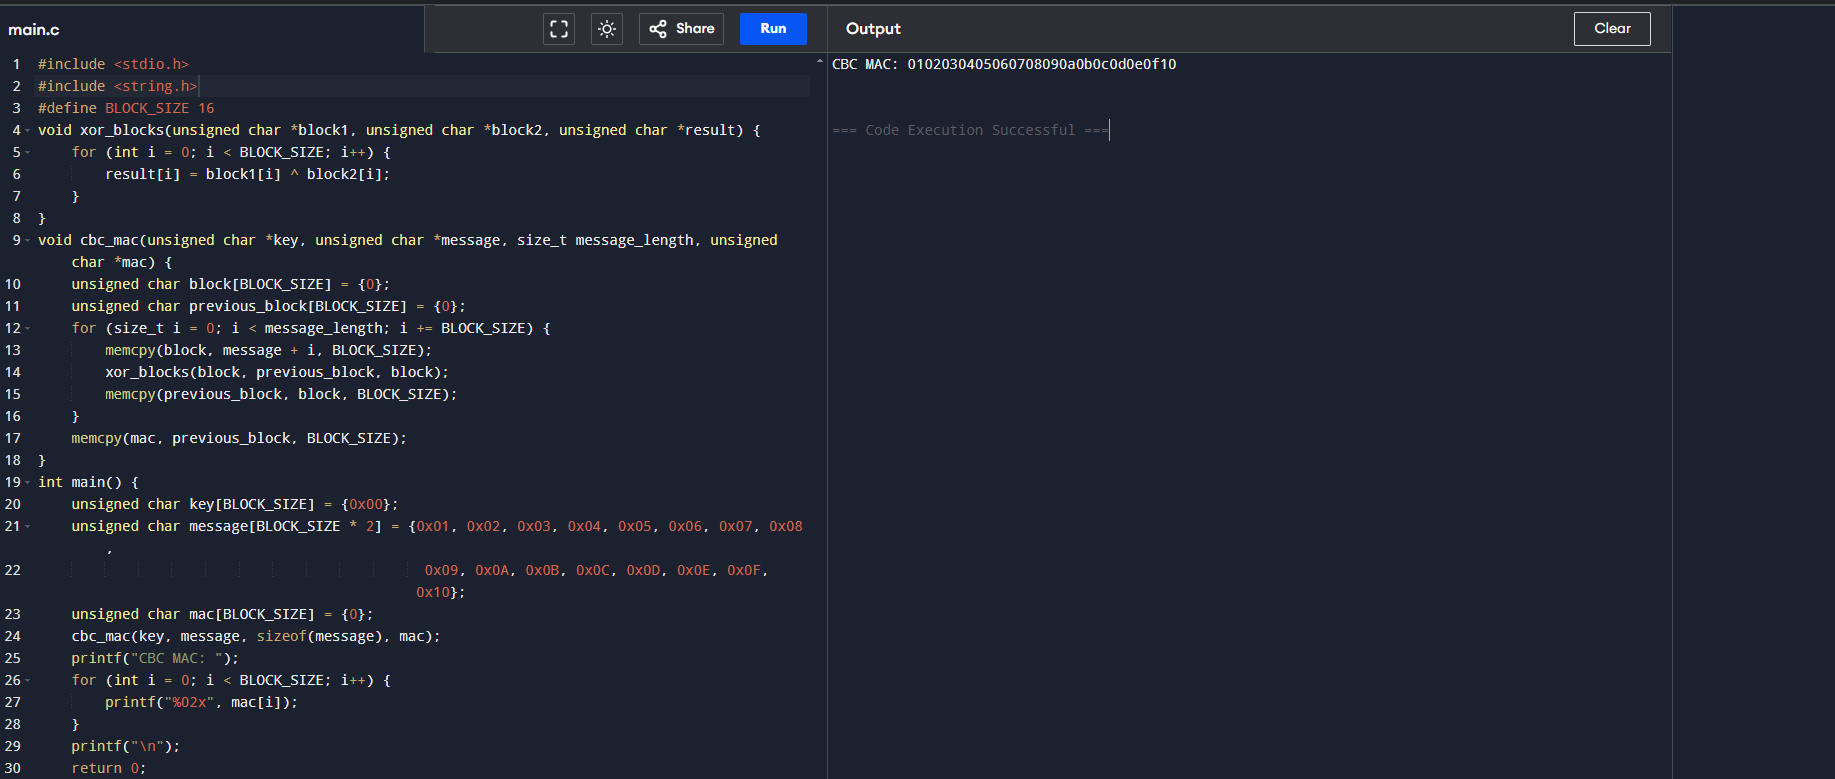 main.c
Share
Run
Output
Clear
1 #include <stdio.h>
2 #include <string.h>
3 #define BLOCK_SIZE 16
4 void xor_blocks(unsigned char *block1, unsigned char *block2, unsigned char *result) {
5     for (int i = 0; i < BLOCK_SIZE; i++) {
6         result[i] = block1[i] ^ block2[i];
7     }
8 }
9 void cbc_mac(unsigned char *key, unsigned char *message, size_t message_length, unsigned
    char *mac) {
10     unsigned char block[BLOCK_SIZE] = {0};
11     unsigned char previous_block[BLOCK_SIZE] = {0};
12     for (size_t i = 0; i < message_length; i += BLOCK_SIZE) {
13         memcpy(block, message + i, BLOCK_SIZE);
14         xor_blocks(block, previous_block, block);
15         memcpy(previous_block, block, BLOCK_SIZE);
16     }
17     memcpy(mac, previous_block, BLOCK_SIZE);
18 }
19 int main() {
20     unsigned char key[BLOCK_SIZE] = {0x00};
21     unsigned char message[BLOCK_SIZE * 2] = {0x01, 0x02, 0x03, 0x04, 0x05, 0x06, 0x07, 0x08
        ,
22                                              0x09, 0x0A, 0x0B, 0x0C, 0x0D, 0x0E, 0x0F,
                                             0x10};
23     unsigned char mac[BLOCK_SIZE] = {0};
24     cbc_mac(key, message, sizeof(message), mac);
25     printf("CBC MAC: ");
26     for (int i = 0; i < BLOCK_SIZE; i++) {
27         printf("%02x", mac[i]);
28     }
29     printf("\n");
30     return 0;
CBC MAC: 0102030405060708090a0b0c0d0e0f10
=== Code Execution Successful ===